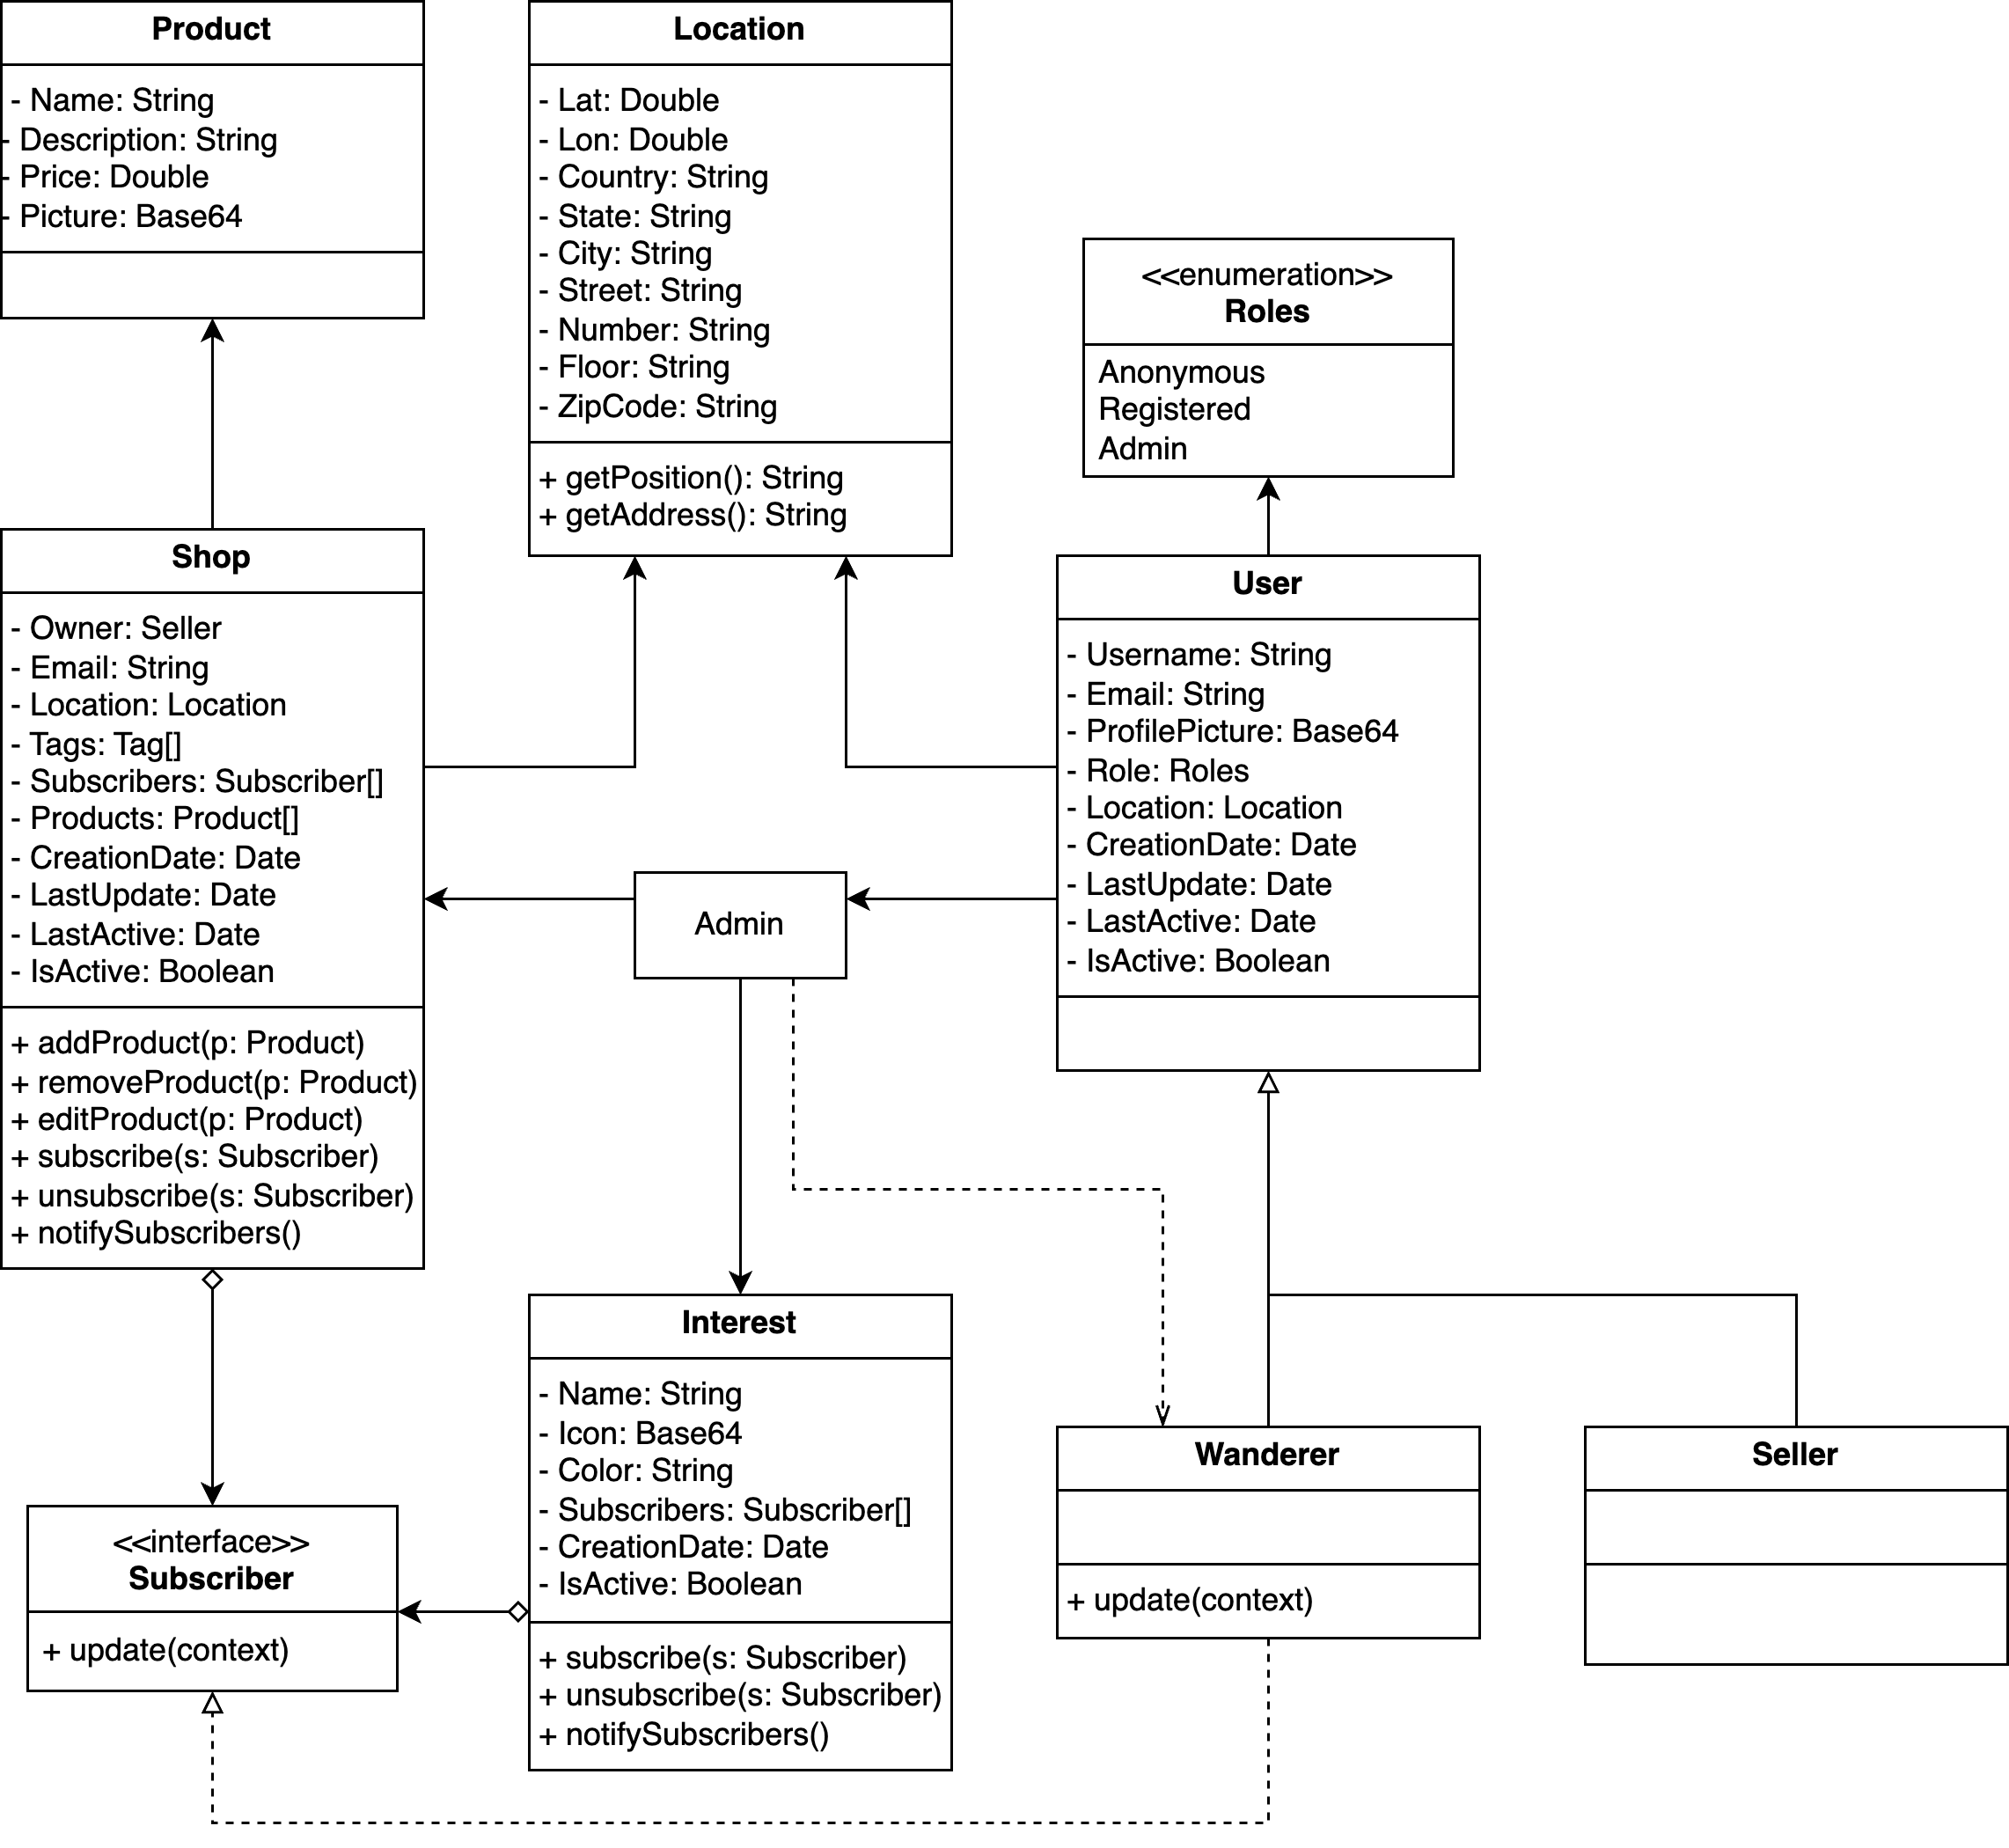 Product
- Name: String
- Description: String
- Price: Double
- Picture: Base64
Location
- Lat: Double
- Lon: Double
- Country: String
- State: String
- City: String
- Street: String
- Number: String
- Floor: String
- ZipCode: String
+ getPosition(): String
+ getAddress(): String
<<enumeration>>
Roles
Anonymous
Registered
Admin
Shop
- Owner: Seller
- Email: String
- Location: Location
- Tags: Tag[]
- Subscribers: Subscriber[]
- Products: Product[]
- CreationDate: Date
- LastUpdate: Date
- LastActive: Date
- IsActive: Boolean
+ addProduct(p: Product)
+ removeProduct(p: Product)
+ editProduct(p: Product)
+ subscribe(s: Subscriber)
+ unsubscribe(s: Subscriber)
+ notifySubscribers()
Admin
User
- Username: String
- Email: String
- ProfilePicture: Base64
- Role: Roles
- Location: Location
- CreationDate: Date
- LastUpdate: Date
- LastActive: Date
- IsActive: Boolean
<<interface>>
Subscriber
+ update(context)
Interest
- Name: String
- Icon: Base64
- Color: String
- Subscribers: Subscriber[]
- CreationDate: Date
- IsActive: Boolean
+ subscribe(s: Subscriber)
+ unsubscribe(s: Subscriber)
+ notifySubscribers()
Wanderer
+ update(context)
Seller